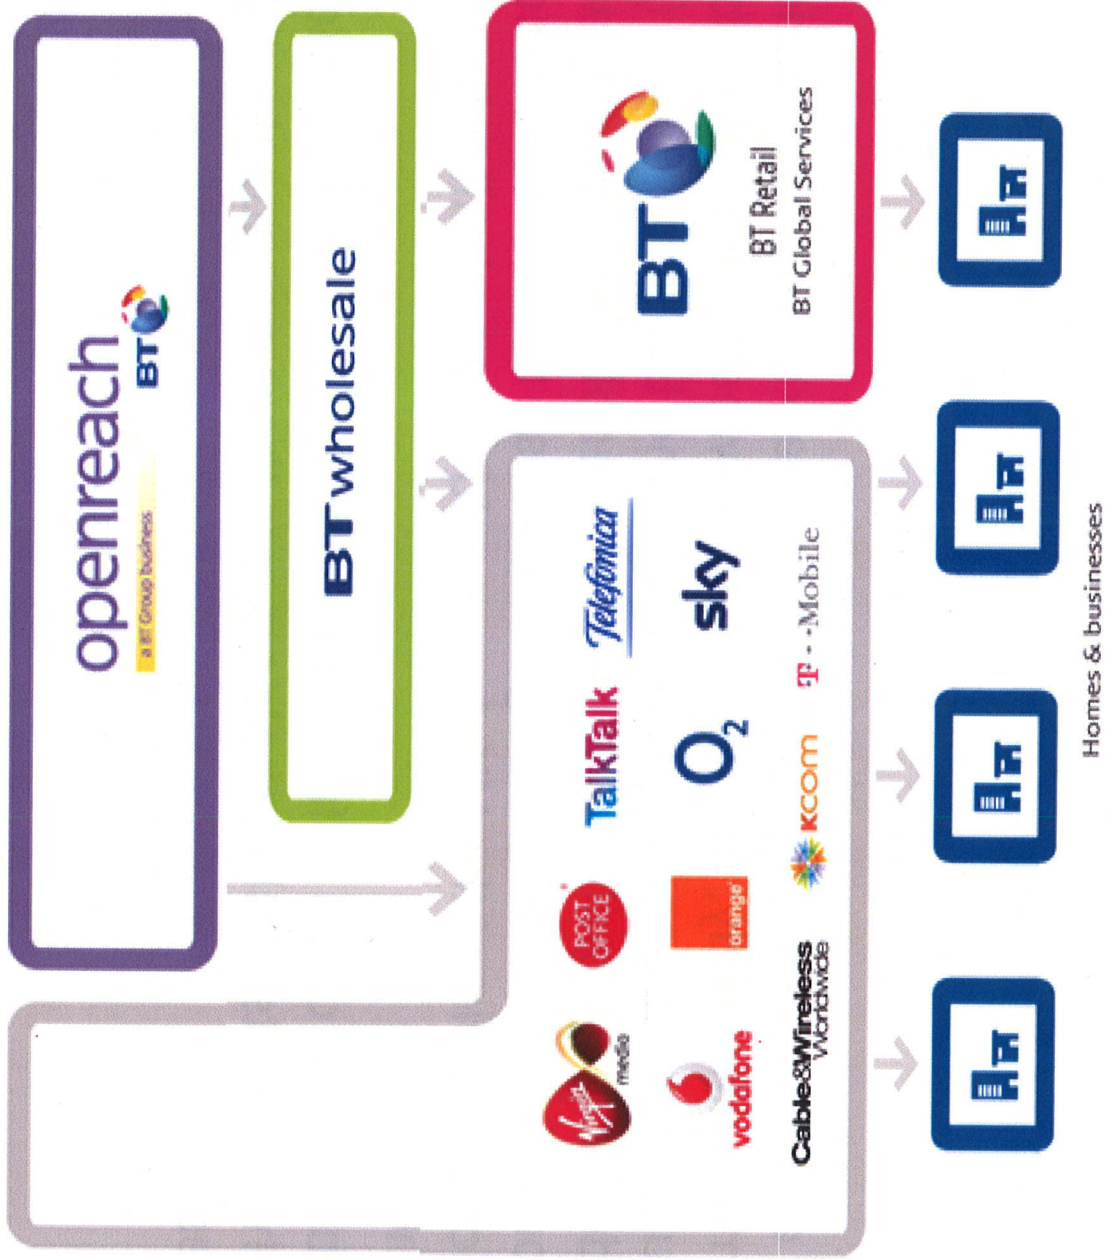 openreach
a BT Group business
BT
BT wholesale
Virgin
media
POST
OFFICE
TalkTalk
Telefonica
vodafone
orange
O2
sky
Cable&Wireless
Worldwide
KCOM
T··Mobile
BT
BT Retail
BT Global Services
Homes & businesses